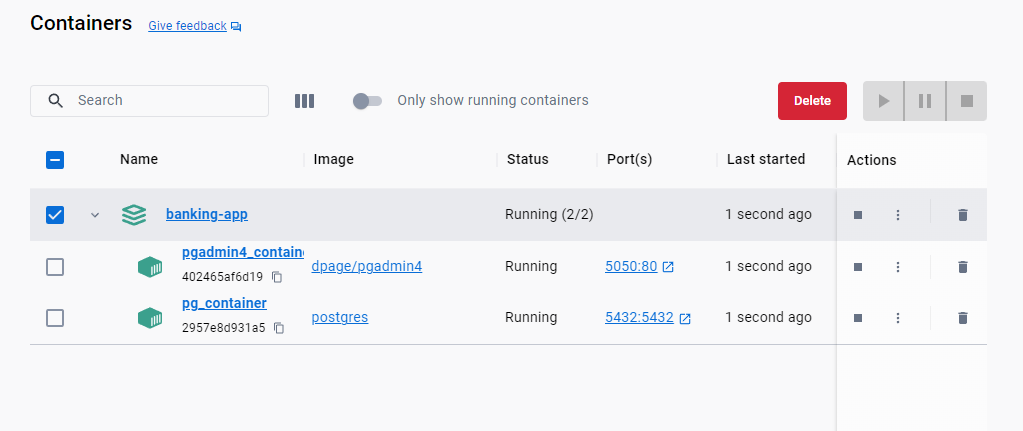 Containers Give feedback
Search Only show running containers Delete
Name Image Status Port(s) Last started Actions
banking-app Running (2/2) 1 second ago
pgadmin4_contain
402465af6d19 dpage/pgadmin4 Running 5050:80 1 second ago
pg_container
2957e8d931a5 postgres Running 5432:5432 1 second ago